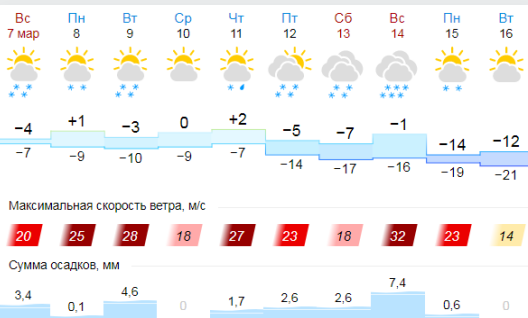 Вс Пн Вт Ср Чт Пт Сб Вс Пн Вт
7 мар 8 9 10 11 12 13 14 15 16
−4 +1 −3 0 +2 −5 −7 −1 −14 −12
−7 −9 −10 −9 −7 −14 −17 −16 −19 −21
Максимальная скорость ветра, м/с
20 25 28 18 27 23 18 32 23 14
Сумма осадков, мм
3,4 0,1 4,6 0 1,7 2,6 2,6 7,4 0,6 0